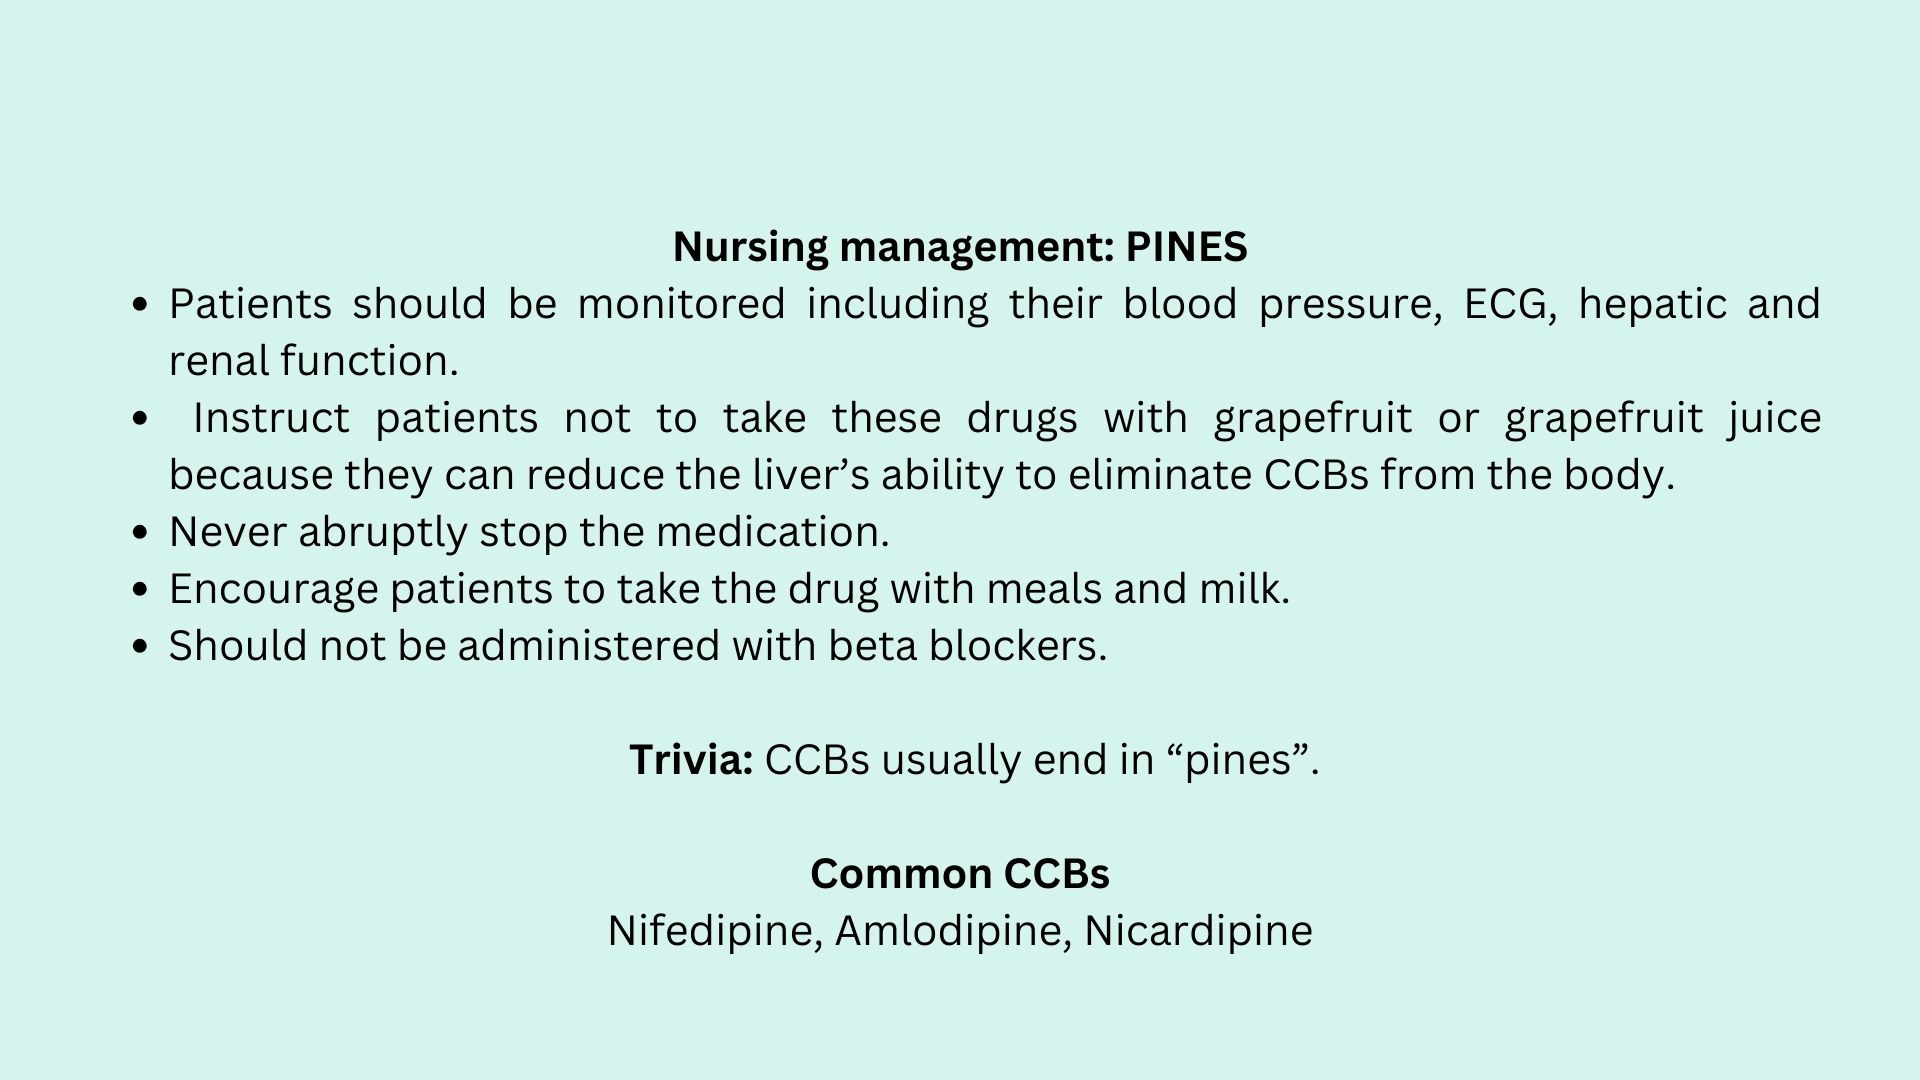 Nursing management: PINES
• Patients should be monitored including their blood pressure, ECG, hepatic and
renal function.
• Instruct patients not to take these drugs with grapefruit or grapefruit juice
because they can reduce the liver’s ability to eliminate CCBs from the body.
• Never abruptly stop the medication.
• Encourage patients to take the drug with meals and milk.
• Should not be administered with beta blockers.
Trivia: CCBs usually end in “pines”.
Common CCBs
Nifedipine, Amlodipine, Nicardipine